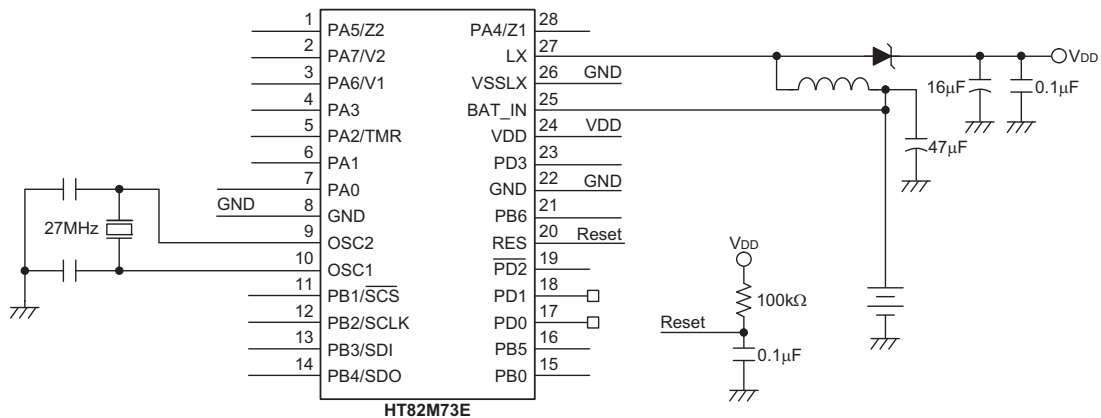 1 PA5/Z2
2 PA7/V2
3 PA6/V1
4 PA3
5 PA2/TMR
6 PA1
7 PA0
GND 8 GND
9 OSC2
10 OSC1
11 PB1/SCS
12 PB2/SCLK
13 PB3/SDI
14 PB4/SDO
27MHz
PA4/Z1 28
LX 27
VSSLX 26 GND
BAT_IN 25
VDD 24 VDD
PD3 23
GND 22 GND
PB6 21
RES 20 Reset
PD2 19
PD1 18
PD0 17
PB5 16
PB0 15
HT82M73E
VDD
16µF
0.1µF
47µF
VDD
100kΩ
Reset
0.1µF